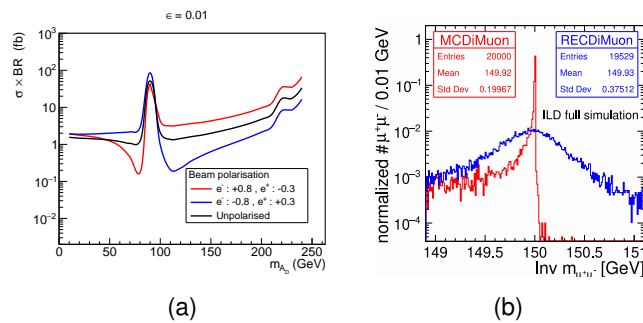 ϵ = 0.01
σ × BR (fb)
10³
10²
10
1
10⁻¹
10⁻²
0 50 100 150 200 250
m_A_D (GeV)
Beam polarisation
e⁻: +0.8 , e⁺ : -0.3
e⁻: -0.8 , e⁺ : +0.3
Unpolarised
(a)
normalized # μ⁺μ⁻ / 0.01 GeV
1
10⁻¹
10⁻²
10⁻³
10⁻⁴
MCDiMuon
Entries 20000
Mean 149.92
Std Dev 0.19967
RECDiMuon
Entries 19529
Mean 149.93
Std Dev 0.37512
ILD full simulation
149 149.5 150 150.5 151
Inv m_μ⁺μ⁻ [GeV]
(b)